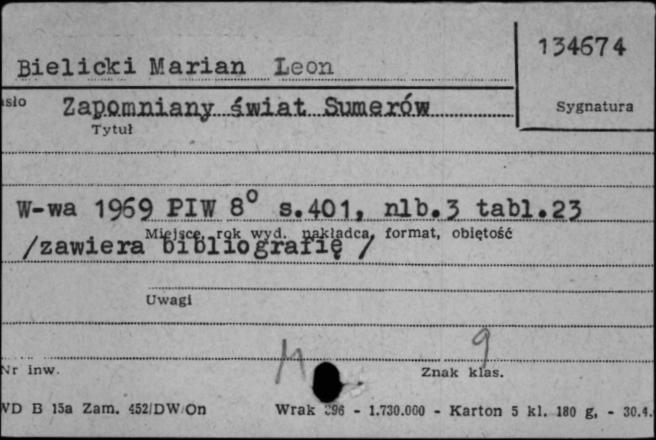 134674
Bielicki Marian Leon
Zapomniany świat Sumerów
Sygnatura
Tytuł
W-wa 1969 PIW 8° s.401, nlb.3 tabl.23
Miejsce, rok wyd. nakładca, format, objętość
/zawiera bibliografię /
Uwagi
M 9
Nr inw. Znak klas.
WD B 15a Zam. 452/DW/On Wrak - 1.730.000 - Karton 5 kl. 180 g, - 30.4.